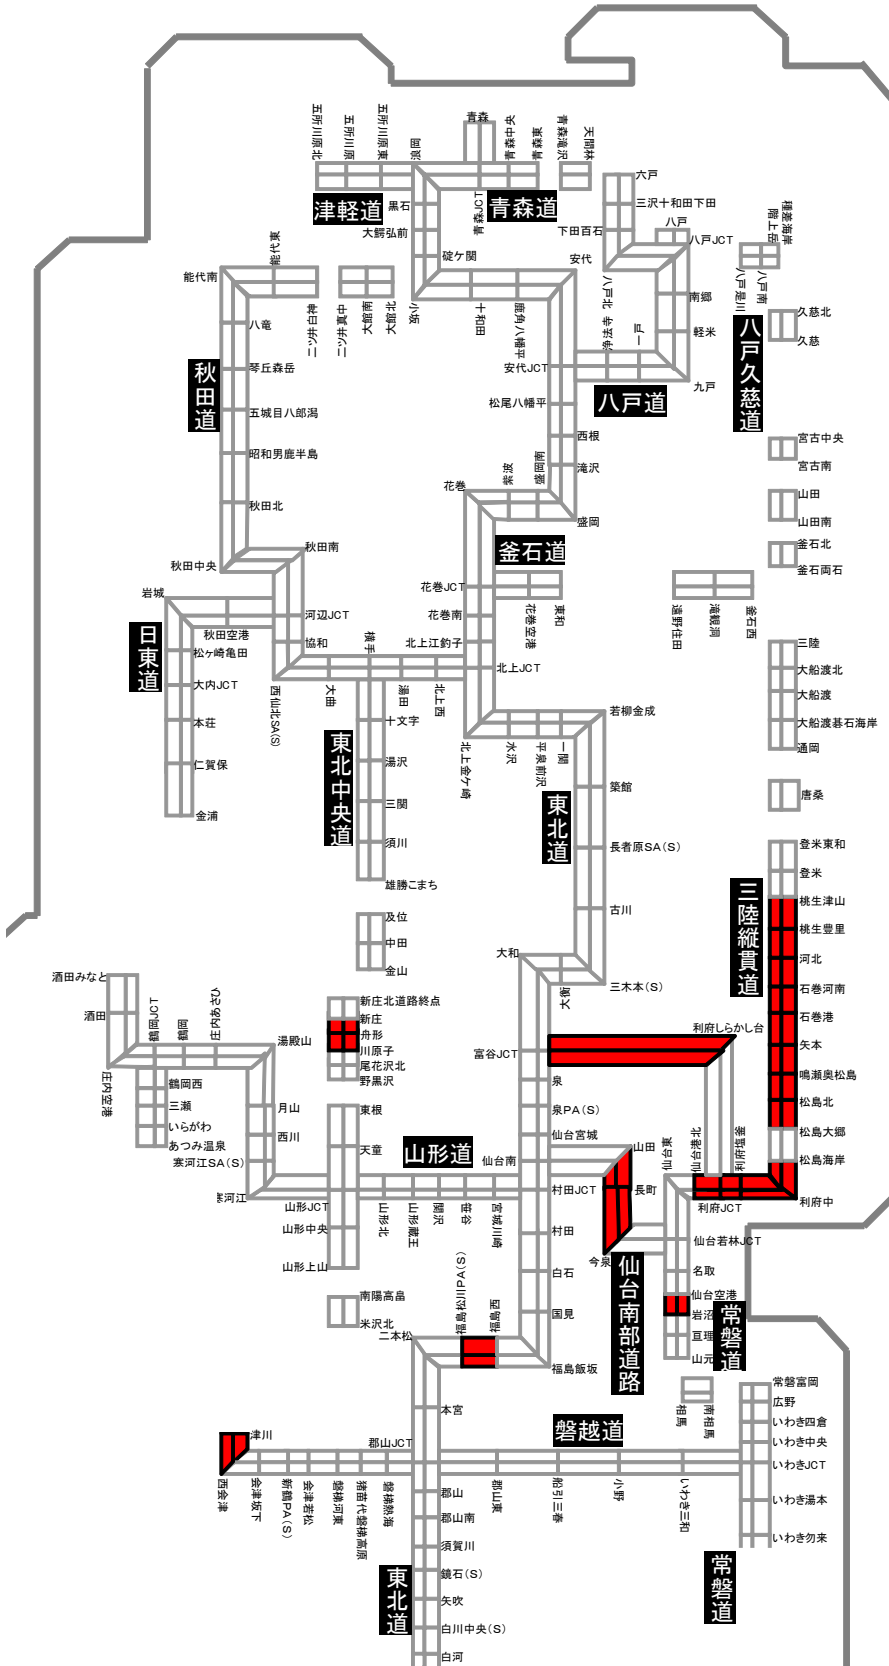 五所川原北
五所川原
五所川原東
浪岡
青森
青森中央
青森東
青森滝沢
天間林
津軽道
黒石
青森JCT
青森道
大鰐弘前
碇ケ関
六戸
三沢十和田下田
下田百石
八戸
八戸JCT
種差海岸
階上岳
能代東
能代南
二ツ井白神
二ツ井真中
大館南
大館北
小坂
十和田
鹿角八幡平
安代
八戸北
浄法寺
一戸
南郷
軽米
九戸
八戸是川
八戸南
久慈北
久慈
八戸久慈道
八戸道
八竜
秋田道
琴丘森岳
五城目八郎潟
昭和男鹿半島
秋田北
安代JCT
松尾八幡平
西根
滝沢
宮古中央
宮古南
花巻
紫波
盛岡南
盛岡
山田
山田南
釜石道
釜石北
釜石両石
秋田中央
秋田南
岩城
花巻JCT
花巻空港
東和
遠野住田
滝観洞
釜石西
日東道
秋田空港
河辺JCT
花巻南
松ヶ崎亀田
協和
横手
北上江釣子
三陸
大内JCT
西仙北SA(S)
大曲
湯田
北上西
北上JCT
大船渡北
大船渡
本荘
十文字
東北中央道
若柳金成
大船渡碁石海岸
通岡
仁賀保
湯沢
北上金ケ崎
水沢
平泉前沢
一関
金浦
三関
東北道
築館
唐桑
須川
長者原SA(S)
登米東和
雄勝こまち
登米
三陸縦貫道
桃生津山
及位
古川
桃生豊里
中田
金山
大和
河北
酒田みなと
大衡
三木本(S)
石巻河南
新庄北道路終点
酒田
鶴岡JCT
鶴岡
庄内あさひ
新庄
石巻港
湯殿山
舟形
利府しらかし台
矢本
川原子
富谷JCT
庄内空港
尾花沢北
鳴瀬奥松島
鶴岡西
野黒沢
泉
三瀬
月山
東根
泉PA(S)
松島北
いらがわ
あつみ温泉
西川
天童
山形道
仙台宮城
山田
仙台東
仙台港北
利府塩釜
松島大郷
寒河江SA(S)
仙台南
松島海岸
寒河江
山形JCT
山形北
山形蔵王
関沢
笹谷
宮城川崎
村田JCT
長町
利府JCT
利府中
山形中央
村田
仙台若林JCT
今泉
山形上山
白石
仙台南部道路
名取
南陽高畠
福島松川PA(S)
福島西
国見
仙台空港
岩沼
常磐道
米沢北
亘理
二本松
山元
福島飯坂
相馬
南相馬
常磐富岡
広野
本宮
磐越道
いわき四倉
津川
郡山JCT
いわき中央
いわきJCT
西会津
会津坂下
新鶴PA(S)
会津若松
磐梯河東
猪苗代磐梯高原
磐梯熱海
郡山東
船引三春
小野
いわき三和
郡山
いわき湯本
郡山南
いわき勿来
須賀川
東北道
鏡石(S)
常磐道
矢吹
白川中央(S)
白河